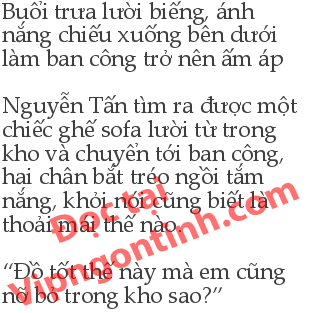 Buổi trưa lười biếng, ánh
nắng chiếu xuống bên dưới
làm ban công trở nên ấm áp
Nguyễn Tấn tìm ra được một
chiếc ghế sofa lười từ trong
kho và chuyển tới ban công,
hai chân bắt tréo ngồi tắm
nắng, khỏi nói cũng biết là
thoải mái thế nào.
“Đồ tốt thế này mà em cũng
nỡ bỏ trong kho sao?”
Đọc tại
Vipngontinh.com